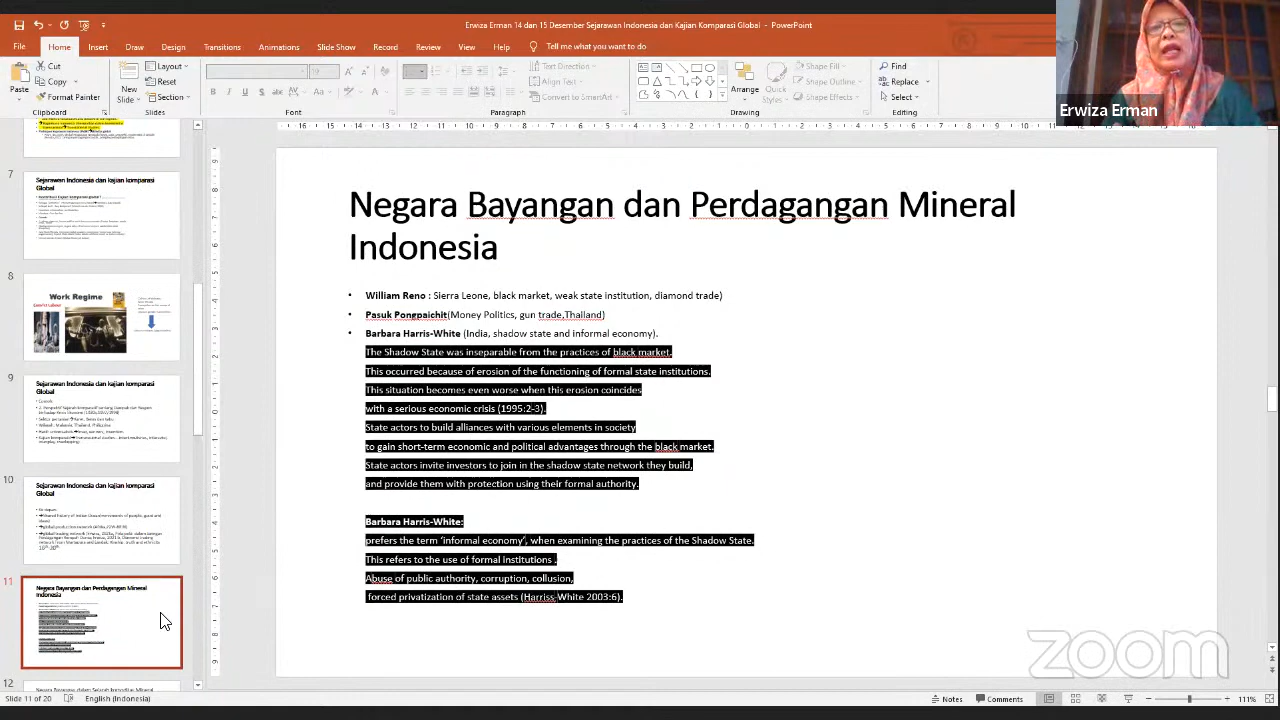 Erwiza Erman 14 dan 15 Desember Sejarawan Indonesia dan Kajian Komparasi Global - PowerPoint
File Home Insert Draw Design Transitions Animations Slide Show Record Review View Help Tell me what you want to do
Erwiza Erman
Paste
Cut
Copy
Format Painter
Clipboard
New Slide
Layout
Reset
Section
Slides
Font
Text Direction
Align Text
Convert to SmartArt
Paragraph
Arrange
Quick Styles
Shape Fill
Shape Outline
Shape Effects
Drawing
Find
Replace
Select
Editing
7
Sejarawan Indonesia dan kajian komparasi
Global
8
Work Regime
9
Sejarawan Indonesia dan kajian komparasi
Global
10
Sejarawan Indonesia dan kajian komparasi
Global
11
Negara Bayangan dan Perdagangan Mineral
Indonesia
12
Negara Bayangan dan Perdagangan Mineral
Indonesia
• William Reno : Sierra Leone, black market, weak state institution, diamond trade)
• Pasuk Pongpaichit(Money Politics, gun trade,Thailand)
• Barbara Harris-White (India, shadow state and informal economy).
The Shadow State was inseparable from the practices of black market.
This occurred because of erosion of the functioning of formal state institutions.
This situation becomes even worse when this erosion coincides
with a serious economic crisis (1995:2-3).
State actors to build alliances with various elements in society
to gain short-term economic and political advantages through the black market.
State actors invite investors to join in the shadow state network they build,
and provide them with protection using their formal authority.
Barbara Harris-White:
prefers the term ‘informal economy’, when examining the practices of the Shadow State.
This refers to the use of formal institutions .
Abuse of public authority, corruption, collusion,
forced privatization of state assets (Harriss-White 2003:6).
zoom
Slide 11 of 20 English (Indonesia) Notes Comments 111%